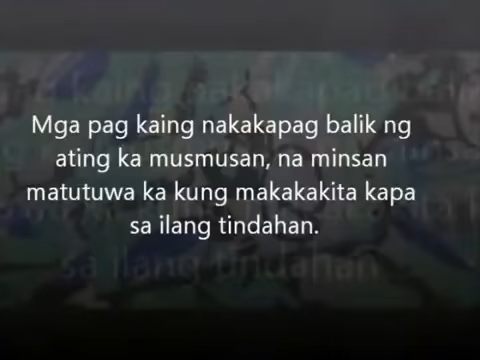 Mga pag kaing nakakapag balik ng
ating ka musmusan, na minsan
matutuwa ka kung makakakita kapa
sa ilang tindahan.